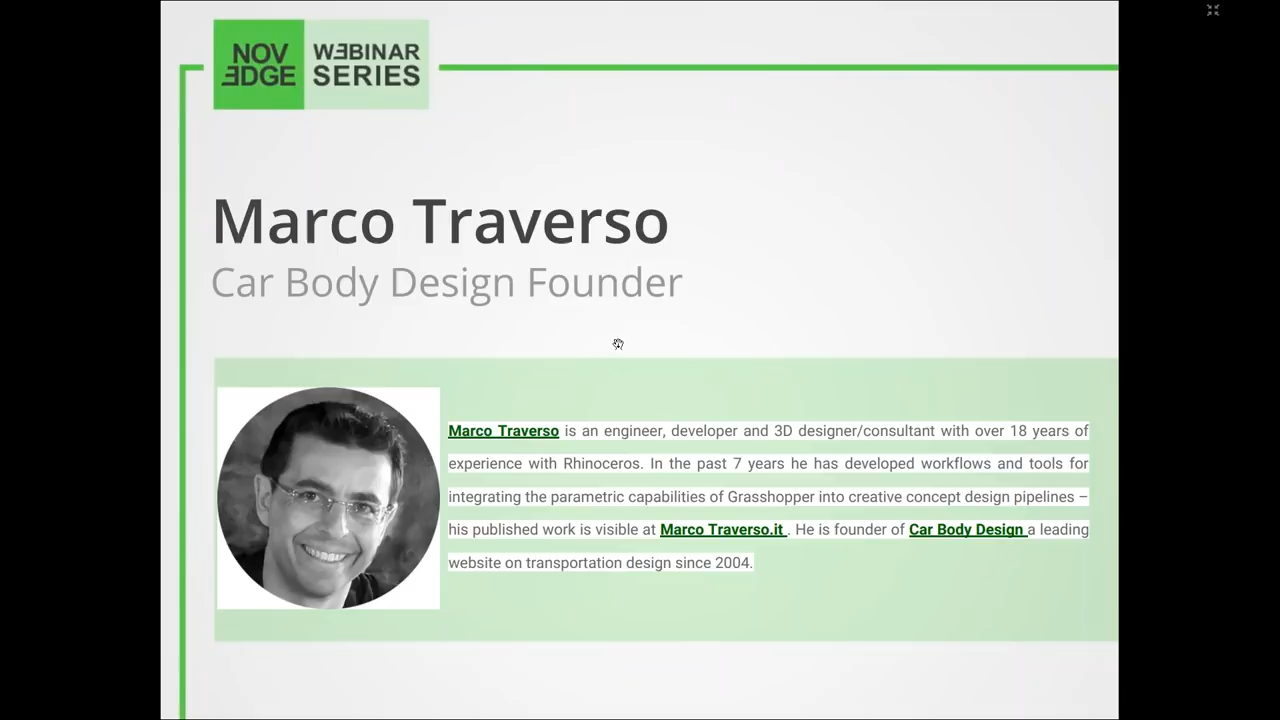 NOV
EDGE
WEBINAR
SERIES
Marco Traverso
Car Body Design Founder
Marco Traverso is an engineer, developer and 3D designer/consultant with over 18 years of
experience with Rhinoceros. In the past 7 years he has developed workflows and tools for
integrating the parametric capabilities of Grasshopper into creative concept design pipelines –
his published work is visible at Marco Traverso.it . He is founder of Car Body Design a leading
website on transportation design since 2004.